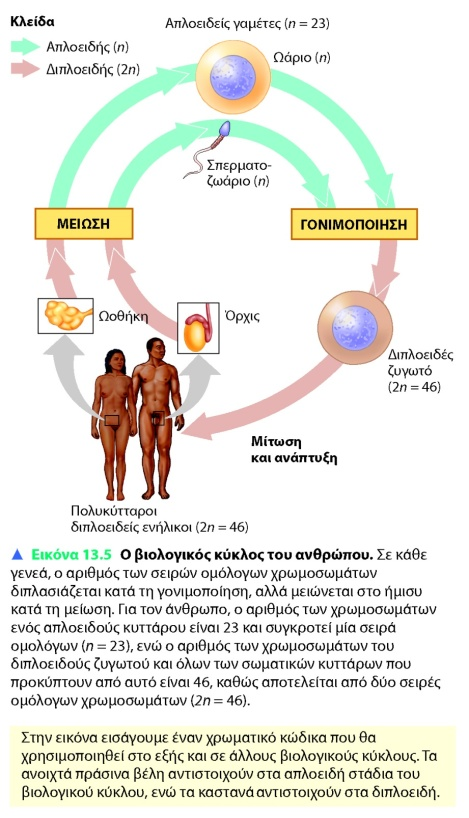 Κλείδα
Απλοειδής (n)
Διπλοειδής (2n)
Απλοειδείς γαμέτες (n = 23)
Ωάριο (n)
Σπερματο-
ζωάριο (n)
ΜΕΙΩΣΗ
ΓΟΝΙΜΟΠΟΙΗΣΗ
Ωοθήκη
Όρχις
Διπλοειδές
ζυγωτό
(2n = 46)
Μίτωση
και ανάπτυξη
Πολυκύτταροι
διπλοειδείς ενήλικοι (2n = 46)
▲ Εικόνα 13.5 Ο βιολογικός κύκλος του ανθρώπου. Σε κάθε
γενεά, ο αριθμός των σειρών ομόλογων χρωμοσωμάτων
διπλασιάζεται κατά τη γονιμοποίηση, αλλά μειώνεται στο ήμισυ
κατά τη μείωση. Για τον άνθρωπο, ο αριθμός των χρωμοσωμάτων
ενός απλοειδούς κυττάρου είναι 23 και συγκροτεί μία σειρά
ομολόγων (n = 23), ενώ ο αριθμός των χρωμοσωμάτων του
διπλοειδούς ζυγωτού και όλων των σωματικών κυττάρων που
προκύπτουν από αυτό είναι 46, καθώς αποτελείται από δύο σειρές
ομόλογων χρωμοσωμάτων (2n = 46).
Στην εικόνα εισάγουμε έναν χρωματικό κώδικα που θα
χρησιμοποιηθεί στο εξής και σε άλλους βιολογικούς κύκλους. Τα
ανοιχτά πράσινα βέλη αντιστοιχούν στα απλοειδή στάδια του
βιολογικού κύκλου, ενώ τα καστανά αντιστοιχούν στα διπλοειδή.